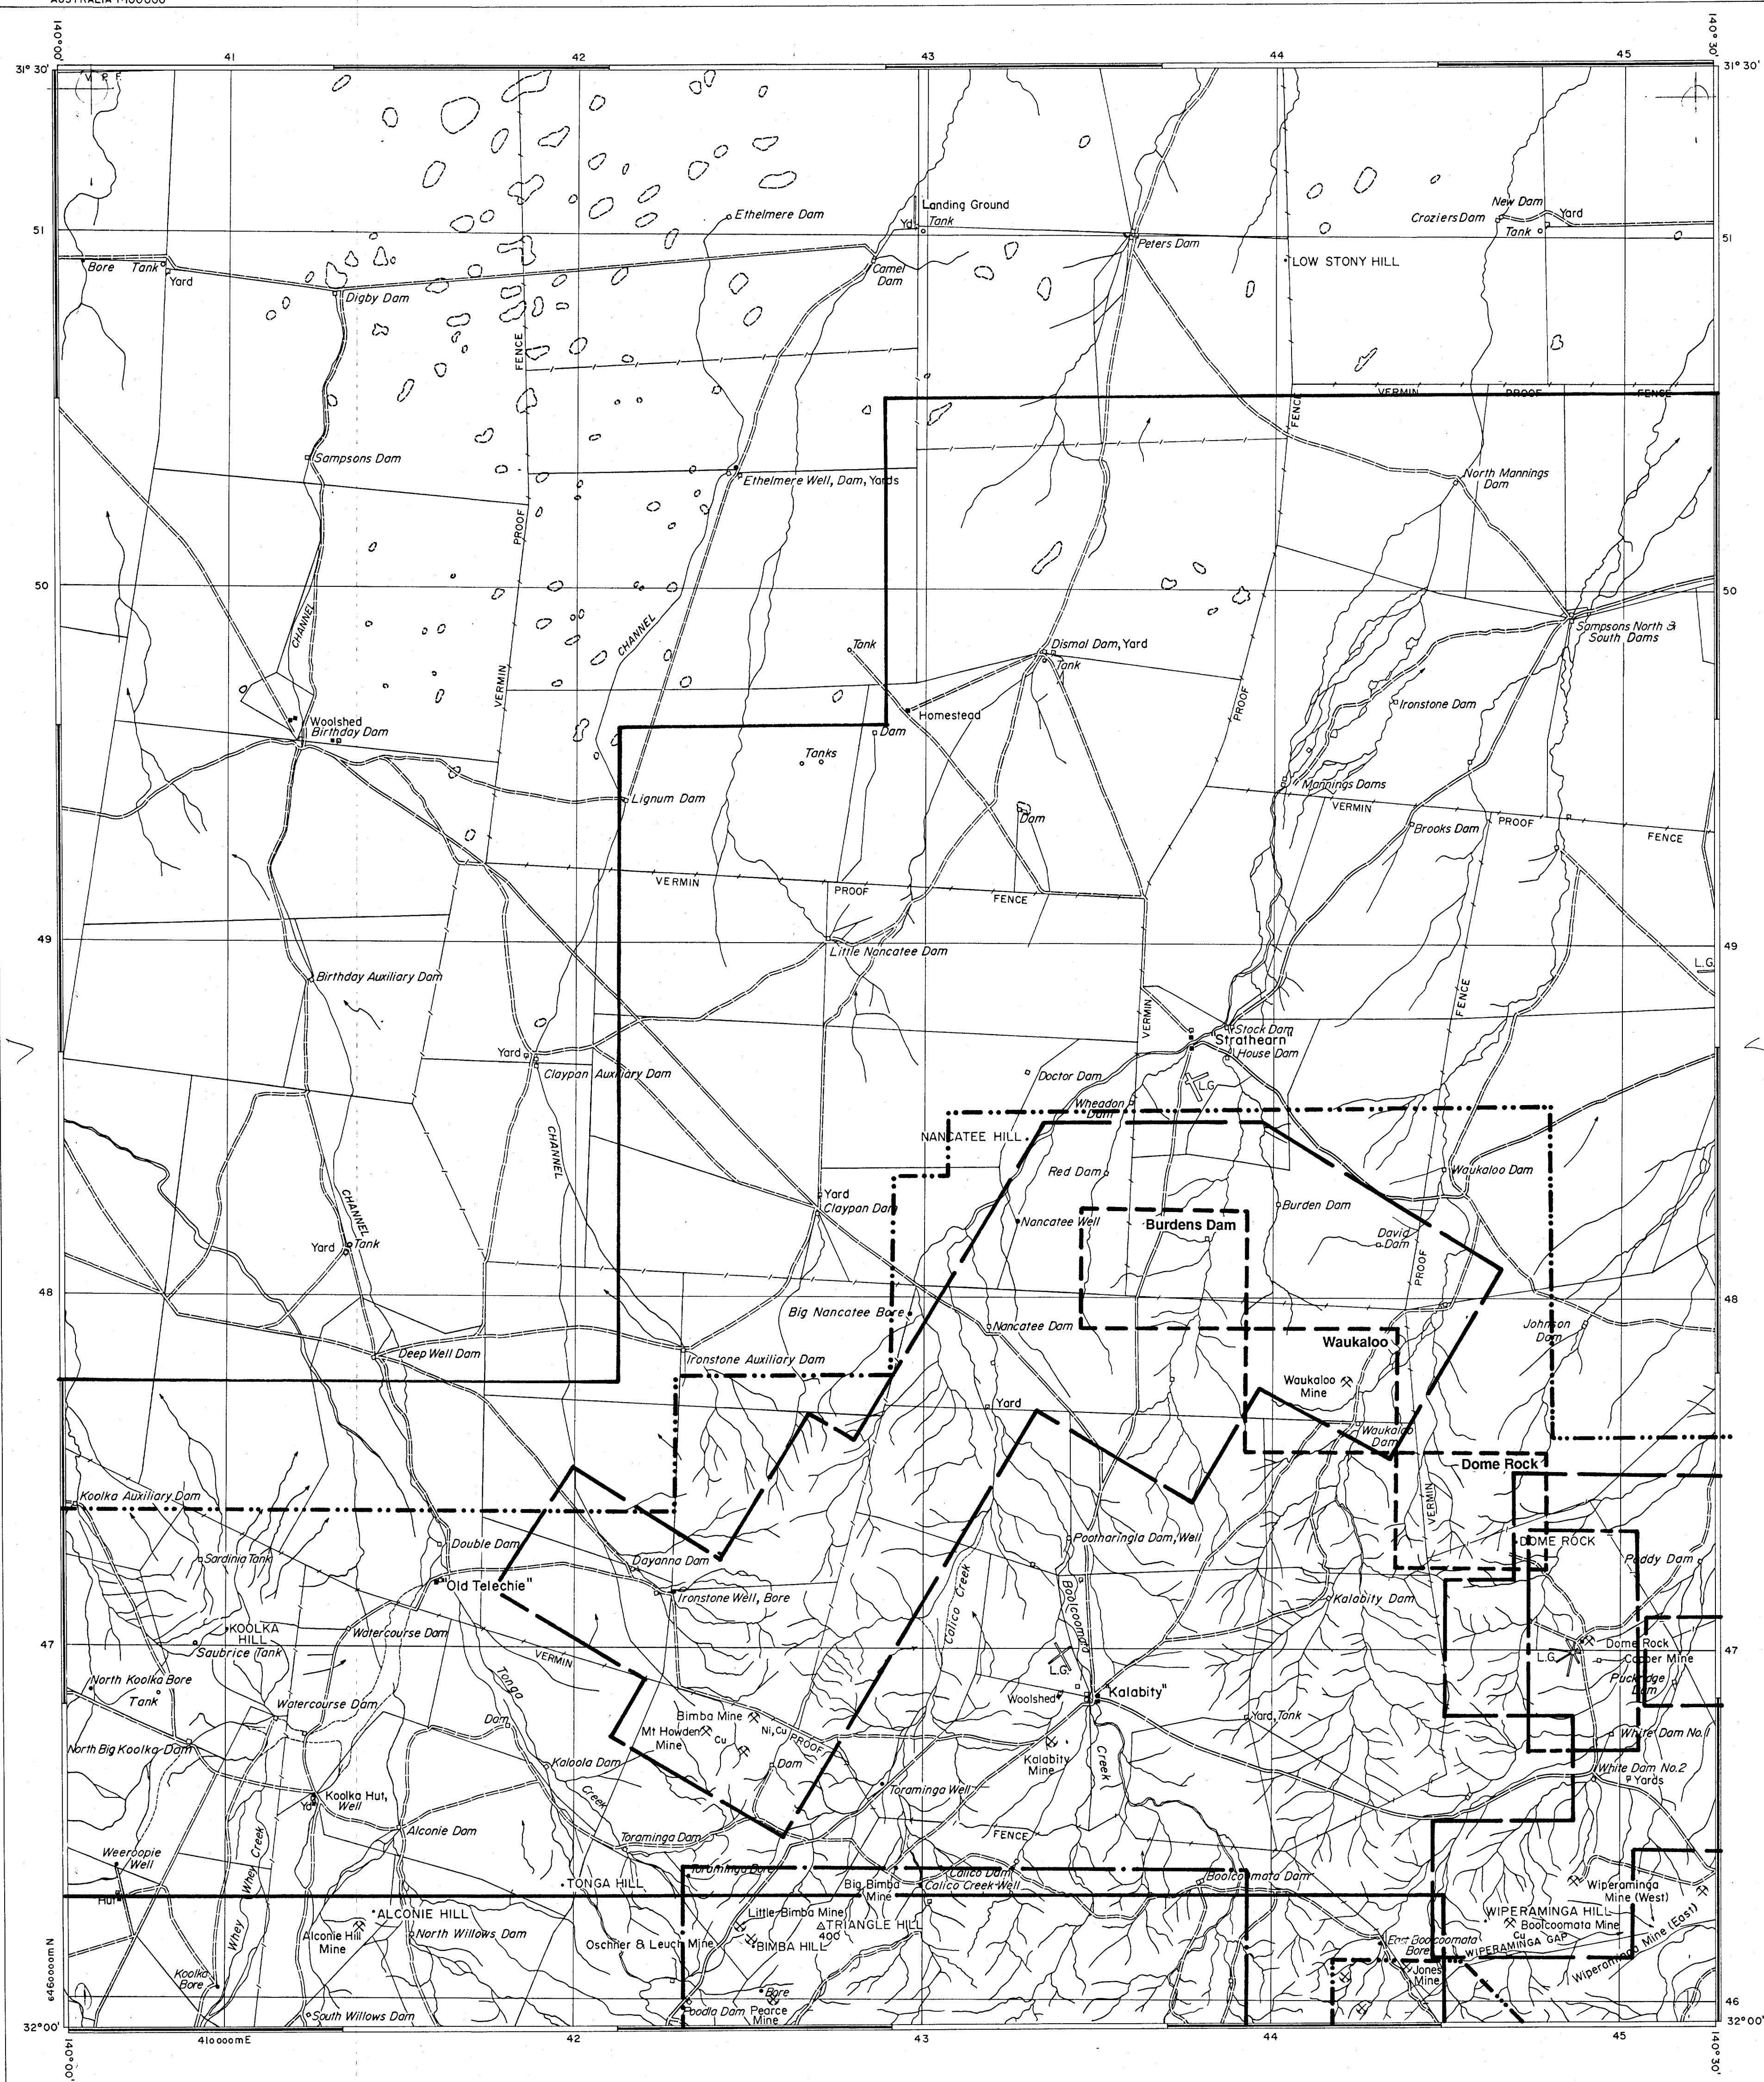 AUSTRALIA 1:100000
140°00'
41
42
43
44
45
140°30'
31° 30'
31° 30'
V P F
Landing Ground
Yd
Tank
Ethelmere Dam
New Dam
Croziers Dam
Yard
Tank
51
51
Peters Dam
LOW STONY HILL
Bore
Tank
Yard
Camel
Dam
Digby Dam
FENCE
VERMIN
PROOF
FENCE
FENCE
Sampsons Dam
Ethelmere Well, Dam, Yards
North Mannings
Dam
PROOF
50
50
CHANNEL
CHANNEL
Sampsons North &
South Dams
Tank
Dismal Dam, Yard
Tank
VERMIN
PROOF
Ironstone Dam
Homestead
Woolshed
Birthday Dam
Dam
Tanks
Lignum Dam
Mannings Dams
VERMIN
PROOF
P
FENCE
Dam
Brooks Dam
VERMIN
PROOF
FENCE
49
49
Little Nancatee Dam
L.G.
Birthday Auxiliary Dam
FENCE
VERMIN
Stock Dam
"Strathearn"
House Dam
Yard
Claypan Auxiliary Dam
Doctor Dam
L.G.
Wheadon
Dam
NANCATEE HILL
CHANNEL
Red Dam
Waukaloo Dam
CHANNEL
Yard
Claypan Dam
Nancatee Well
Burdens Dam
Burden Dam
David
Dam
Yard
Tank
PROOF
48
48
Big Nancatee Bore
Nancatee Dam
Johnson
Dam
Waukaloo
Deep Well Dam
Ironstone Auxiliary Dam
Waukaloo
Mine
Yard
Waukaloo
Dam
Dome Rock
Koolka Auxiliary Dam
VERMIN
Double Dam
Pootharingla Dam, Well
DOME ROCK
Sardinia Tank
Dayanna Dam
Paddy Dam
"Old Telechie"
Ironstone Well, Bore
Calico Creek
Boolcoomata
Kalabity Dam
KOOLKA
HILL
Watercourse Dam
47
47
Saubrice Tank
VERMIN
Dome Rock
Copper Mine
L.G.
L.G.
North Koolka Bore
Tank
Tonga
Puckridge
Dam
Woolshed
"Kalabity"
Watercourse Dam
Dam
Bimba Mine
Ni, Cu
Mt Howden
Mine
Cu
PROOF
Yard, Tank
White Dam No.1
North Big Koolka Dam
Kaloola Dam
Dam
Kalabity
Mine
Creek
White Dam No.2
Yards
Koolka Hut,
Well
Yd
Creek
Toraminga Well
Alconie Dam
Toraminga Dam
FENCE
Weeroopie
Well
Whey Creek
Toraminga Bore
Calico Dam
Boolcoomata Dam
TONGA HILL
Big Bimba
Mine
Calico Creek Well
Wiperaminga
Mine (West)
Hut
ALCONIE HILL
Little Bimba Mine
TRIANGLE HILL
400
WIPERAMINGA HILL
Boolcoomata Mine
Cu
Alconie Hill
Mine
North Willows Dam
Oschner & Leuch Mine
BIMBA HILL
East Boolcoomata
Bore
WIPERAMINGA GAP
Wiperaminga Mine (East)
Whey
Koolka
Bore
Jones
Mine
Bore
6460000m N
46
South Willows Dam
Poodla Dam
Pearce
Mine
32°00'
32°00'
410000m E
42
43
44
45
140°00'
140°30'